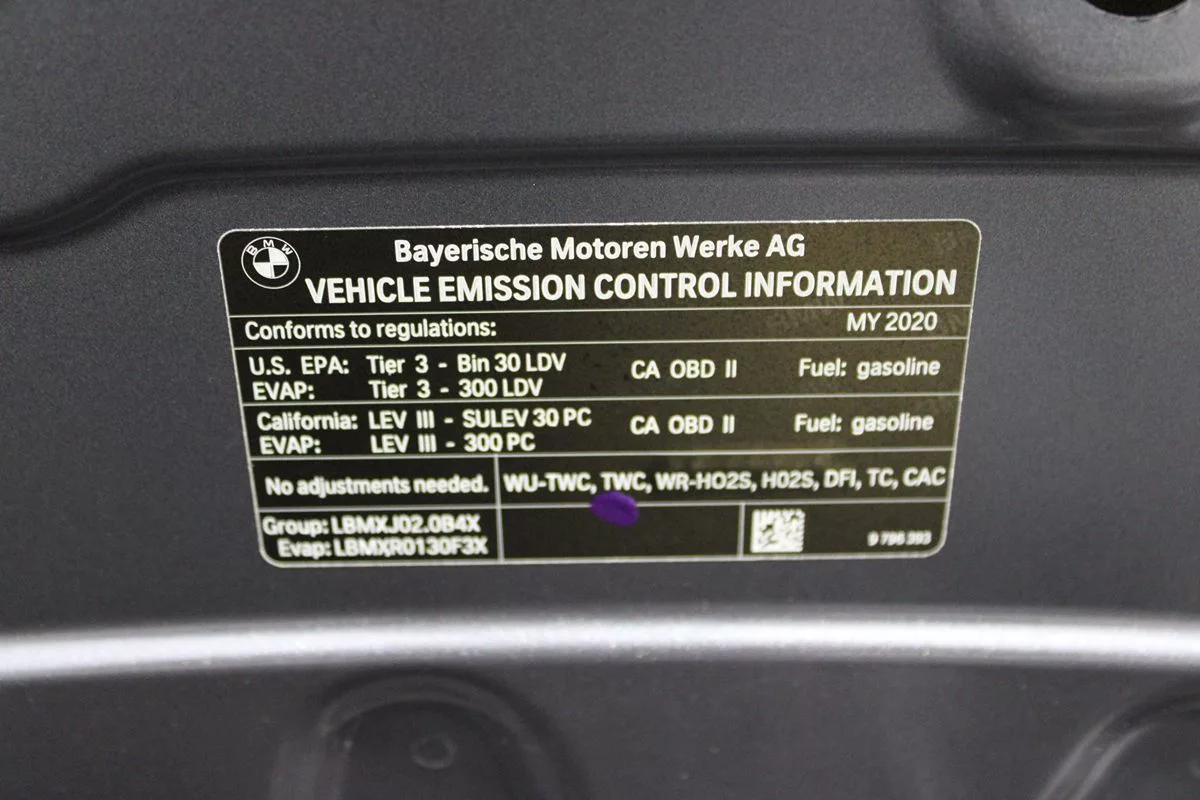 BMW
Bayerische Motoren Werke AG
VEHICLE EMISSION CONTROL INFORMATION
Conforms to regulations: MY 2020
U.S. EPA: Tier 3 - Bin 30 LDV CA OBD II Fuel: gasoline
EVAP: Tier 3 - 300 LDV
California: LEV III - SULEV 30 PC CA OBD II Fuel: gasoline
EVAP: LEV III - 300 PC
No adjustments needed. WU-TWC, TWC, WR-HO2S, HO2S, DFI, TC, CAC
Group: LBMXJ02.0B4X
Evap: LBMXR0130F3X
9 796 393